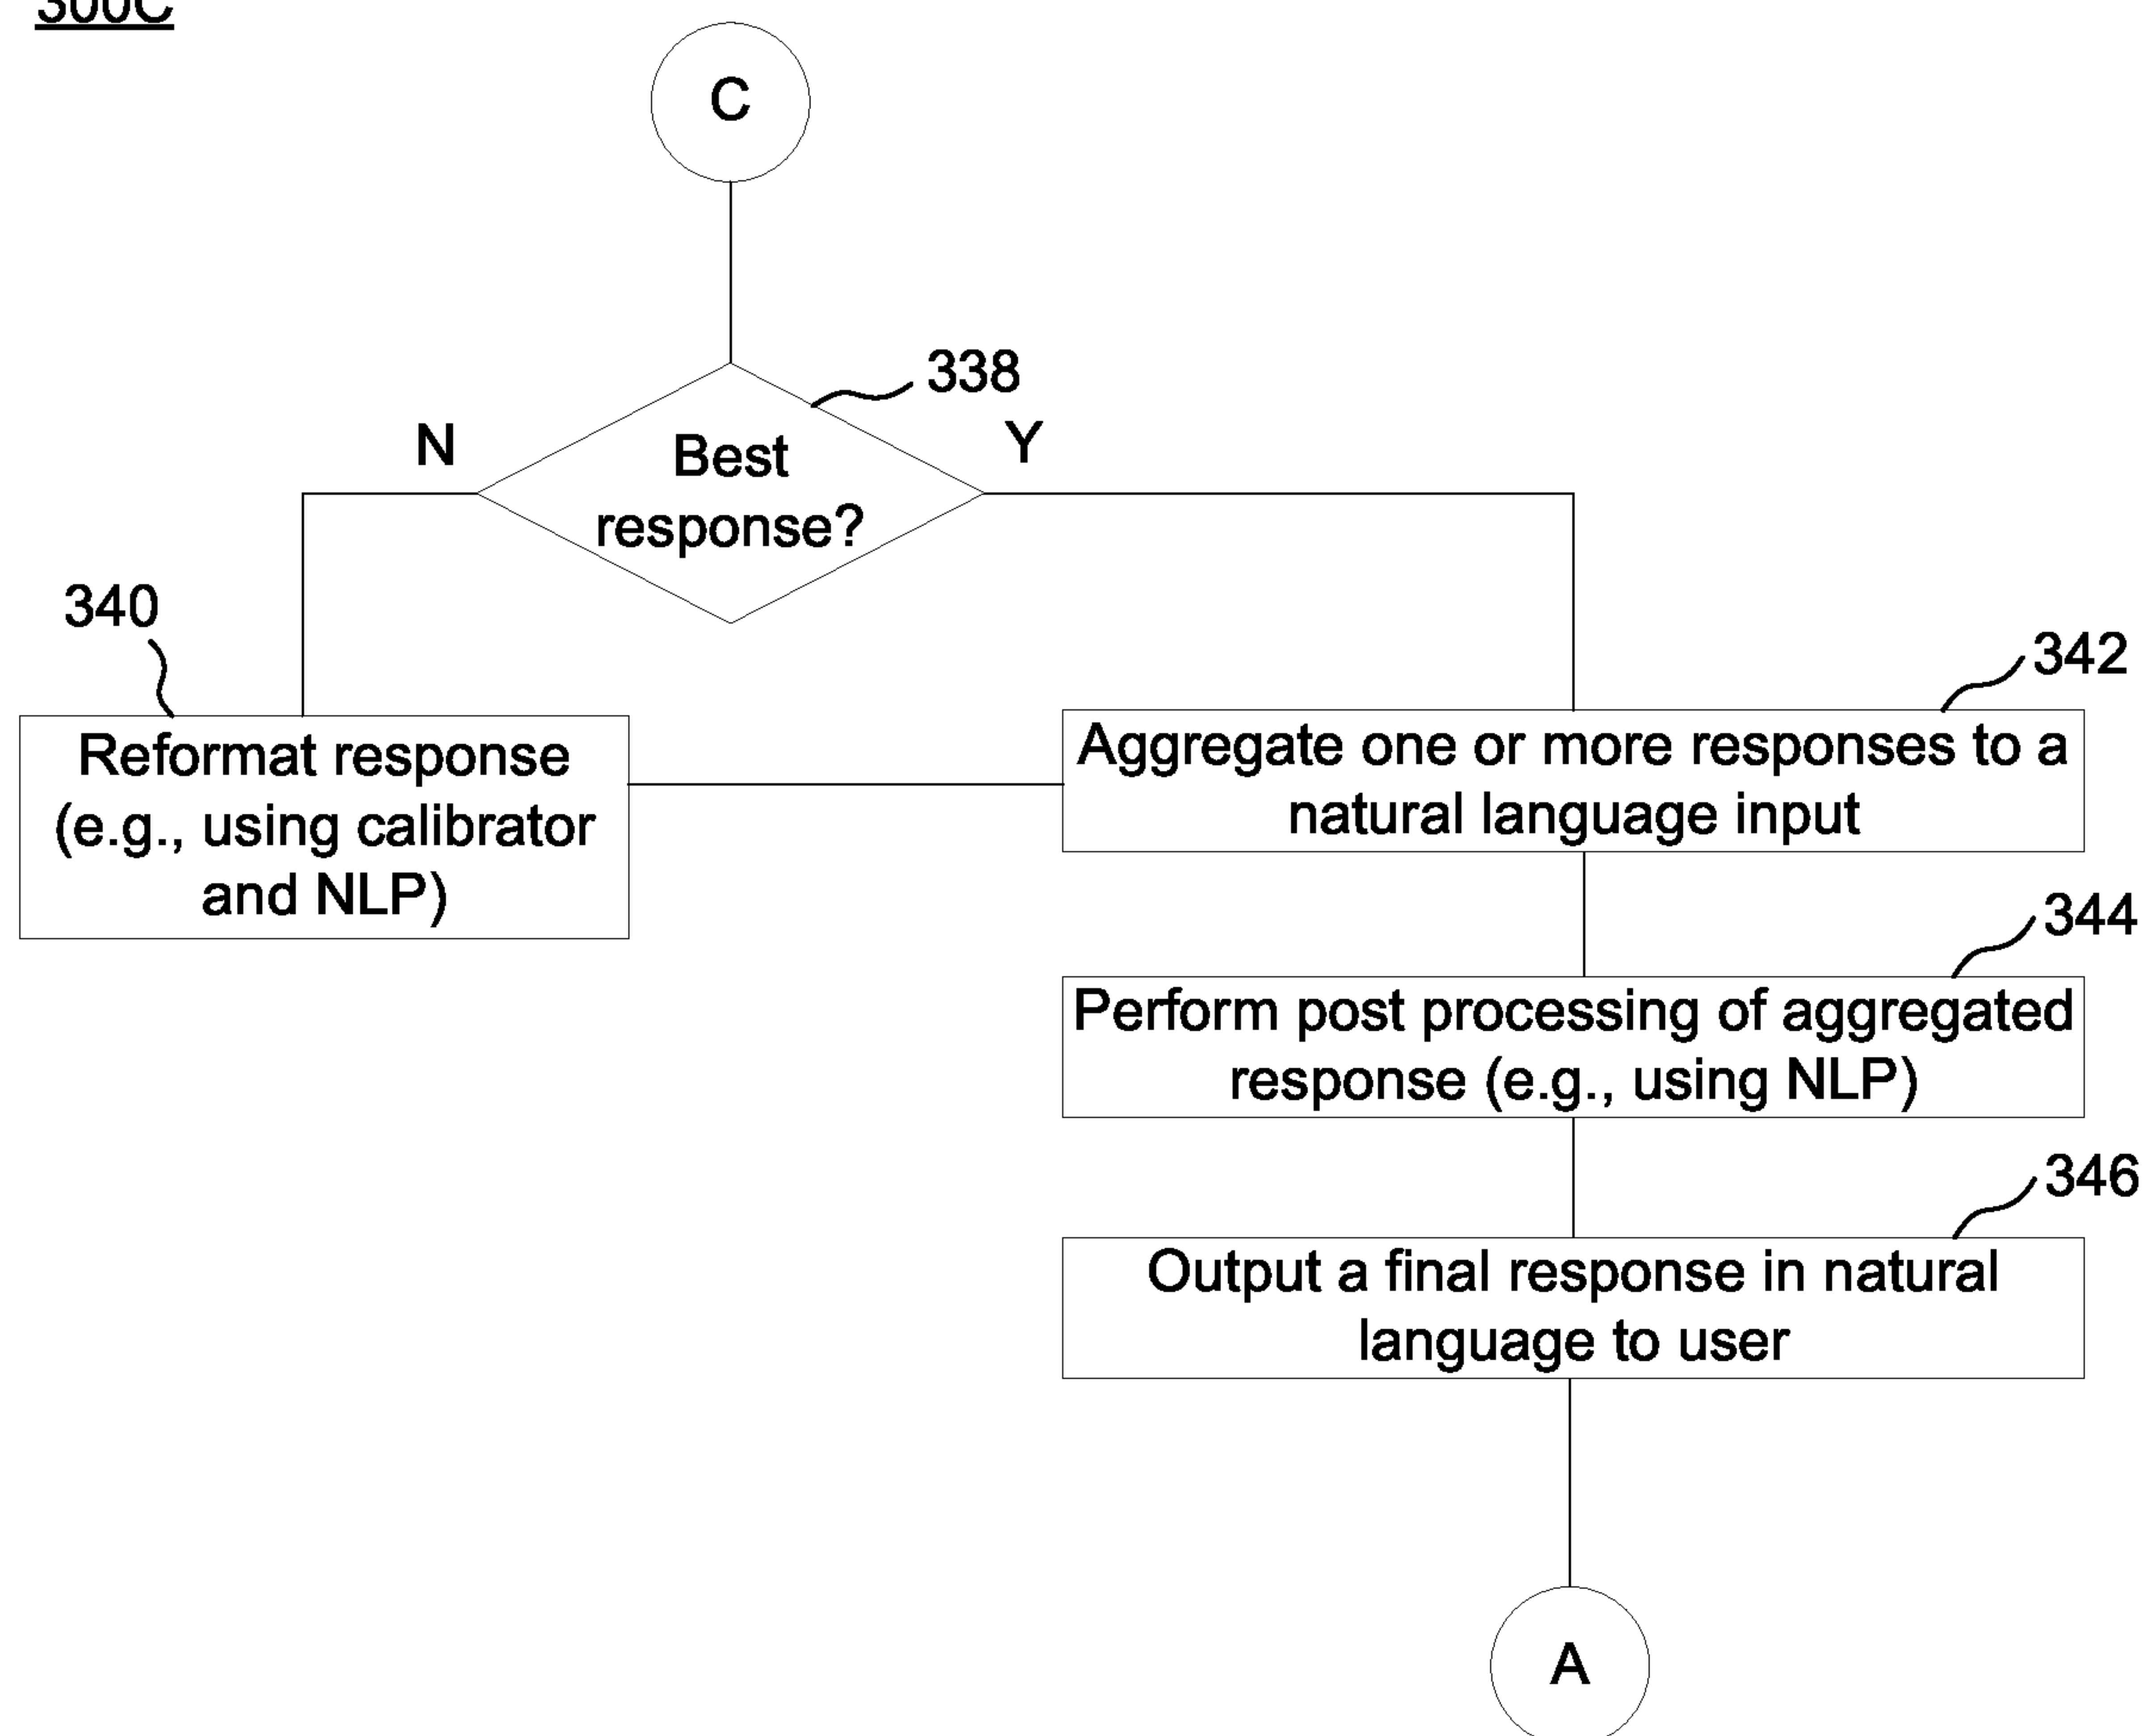 300C
C
338
N
Y
Best
response?
340
342
Reformat response
(e.g., using calibrator
and NLP)
Aggregate one or more responses to a
natural language input
344
Perform post processing of aggregated
response (e.g., using NLP)
346
Output a final response in natural
language to user
A